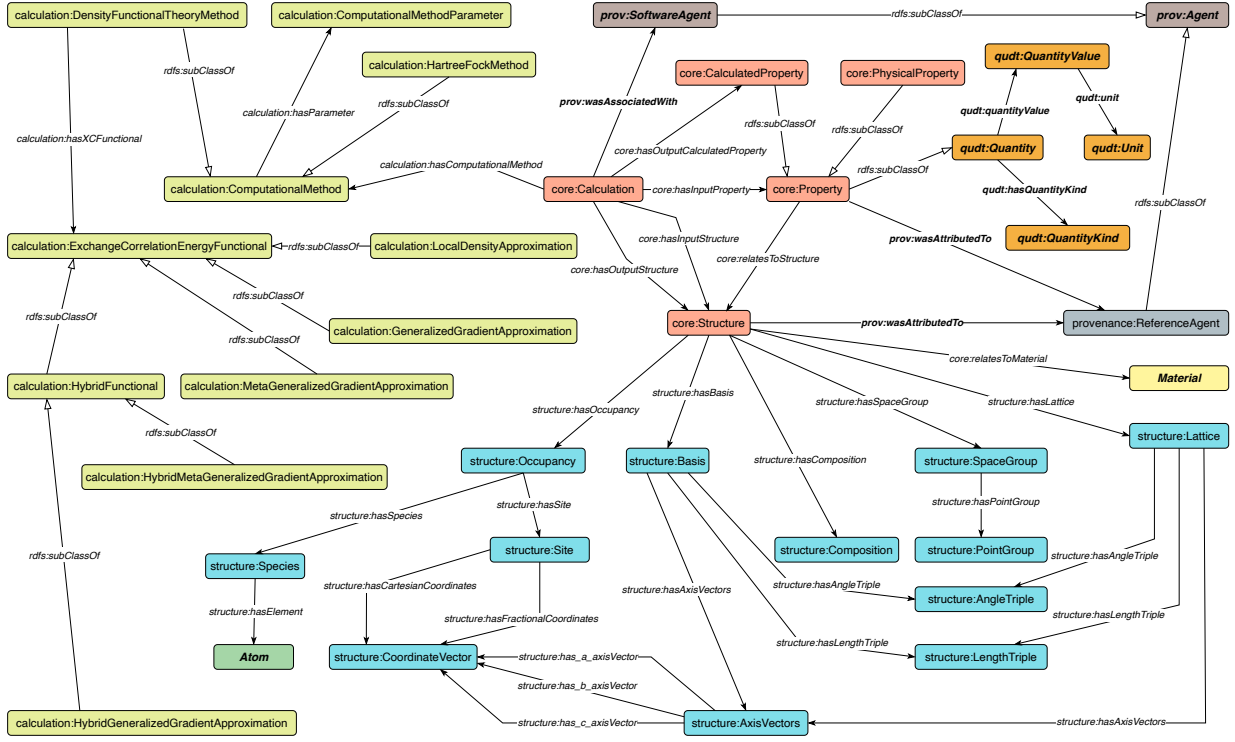 calculation:DensityFunctionalTheoryMethod
calculation:ComputationalMethodParameter
prov:SoftwareAgent
rdfs:subClassOf
prov:Agent
calculation:HartreeFockMethod
core:CalculatedProperty
core:PhysicalProperty
qudt:QuantityValue
rdfs:subClassOf
rdfs:subClassOf
calculation:hasParameter
prov:wasAssociatedWith
qudt:unit
qudt:quantityValue
rdfs:subClassOf
rdfs:subClassOf
calculation:hasXCFunctional
core:hasOutputCalculatedProperty
qudt:Quantity
qudt:Unit
calculation:hasComputationalMethod
rdfs:subClassOf
calculation:ComputationalMethod
core:Calculation
core:hasInputProperty
core:Property
qudt:hasQuantityKind
rdfs:subClassOf
calculation:ExchangeCorrelationEnergyFunctional
rdfs:subClassOf
calculation:LocalDensityApproximation
core:hasInputStructure
prov:wasAttributedTo
qudt:QuantityKind
core:hasOutputStructure
core:relatesToStructure
rdfs:subClassOf
rdfs:subClassOf
calculation:GeneralizedGradientApproximation
core:Structure
prov:wasAttributedTo
provenance:ReferenceAgent
rdfs:subClassOf
core:relatesToMaterial
calculation:HybridFunctional
calculation:MetaGeneralizedGradientApproximation
Material
structure:hasBasis
structure:hasSpaceGroup
structure:hasLattice
structure:hasOccupancy
rdfs:subClassOf
structure:Lattice
structure:Occupancy
structure:Basis
structure:hasComposition
structure:SpaceGroup
calculation:HybridMetaGeneralizedGradientApproximation
structure:hasSpecies
structure:hasSite
structure:hasPointGroup
rdfs:subClassOf
structure:Species
structure:Site
structure:Composition
structure:PointGroup
structure:hasAngleTriple
structure:hasCartesianCoordinates
structure:hasAxisVectors
structure:hasAngleTriple
structure:AngleTriple
structure:hasElement
structure:hasFractionalCoordinates
structure:hasLengthTriple
structure:hasLengthTriple
Atom
structure:CoordinateVector
structure:has_a_axisVector
structure:LengthTriple
structure:has_b_axisVector
calculation:HybridGeneralizedGradientApproximation
structure:has_c_axisVector
structure:AxisVectors
structure:hasAxisVectors